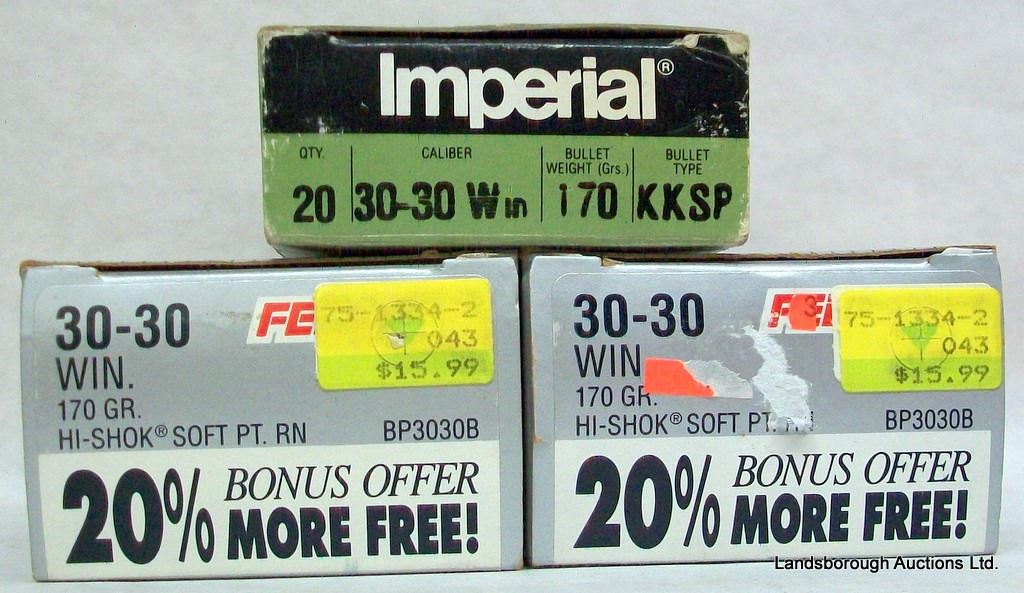 Imperial®
QTY.
20
CALIBER
30-30 Win
BULLET
WEIGHT (Grs.)
170
BULLET
TYPE
KKSP
30-30
WIN.
170 GR.
HI-SHOK® SOFT PT. RN
FE
75-1334-2
043
$15.99
BP3030B
20% BONUS OFFER
MORE FREE!
30-30
WIN
170 GR.
HI-SHOK® SOFT PT.
3
75-1334-2
043
$15.99
BP3030B
20% BONUS OFFER
MORE FREE!
Landsborough Auctions Ltd.